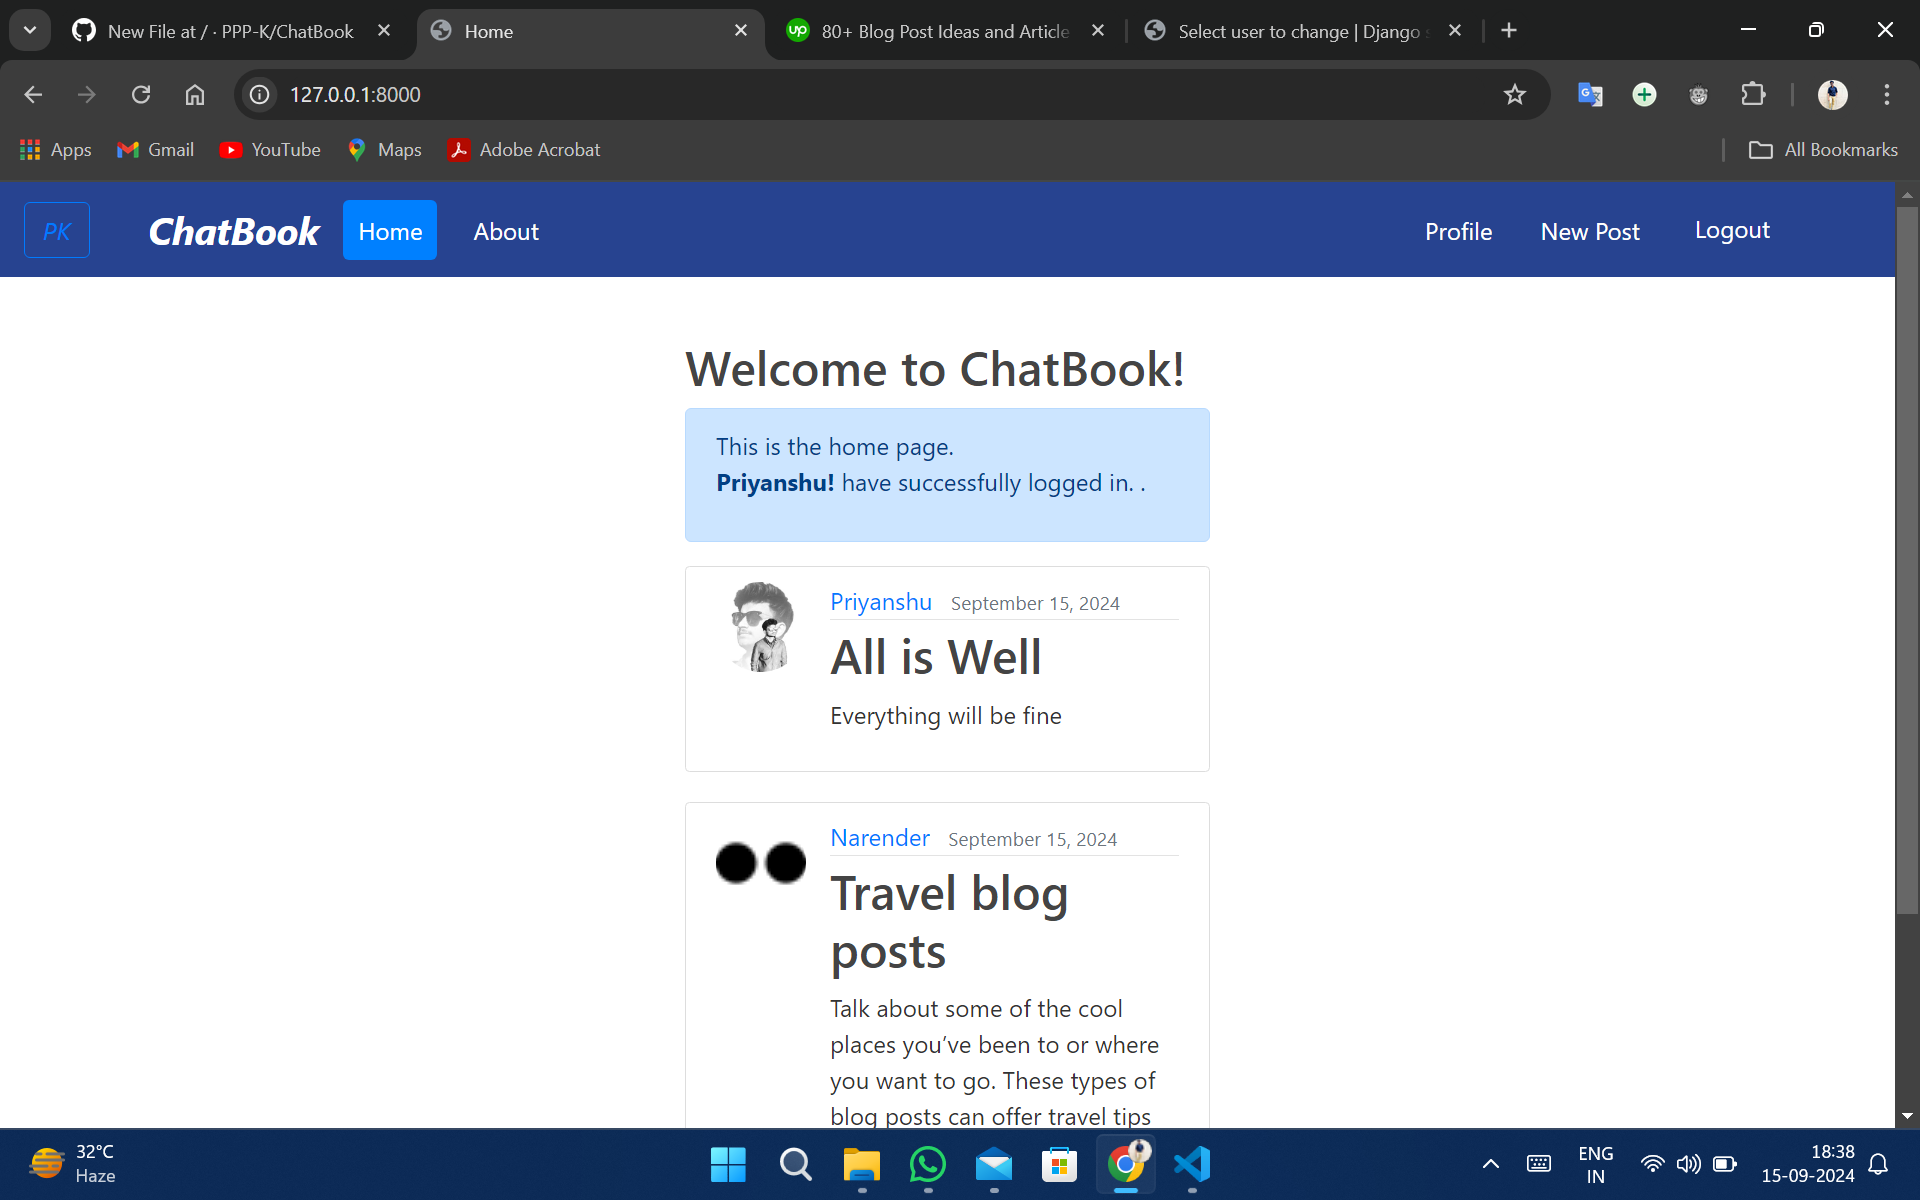 New File at / · PPP-K/ChatBook
Home
up
80+ Blog Post Ideas and Article
Select user to change | Django
127.0.0.1:8000
Apps
Gmail
YouTube
Maps
Adobe Acrobat
All Bookmarks
PK
ChatBook
Home
About
Profile
New Post
Logout
Welcome to ChatBook!
This is the home page.
Priyanshu! have successfully logged in. .
Priyanshu September 15, 2024
All is Well
Everything will be fine
Narender September 15, 2024
Travel blog
posts
Talk about some of the cool
places you’ve been to or where
you want to go. These types of
blog posts can offer travel tips
32°C
Haze
ENG
IN
18:38
15-09-2024